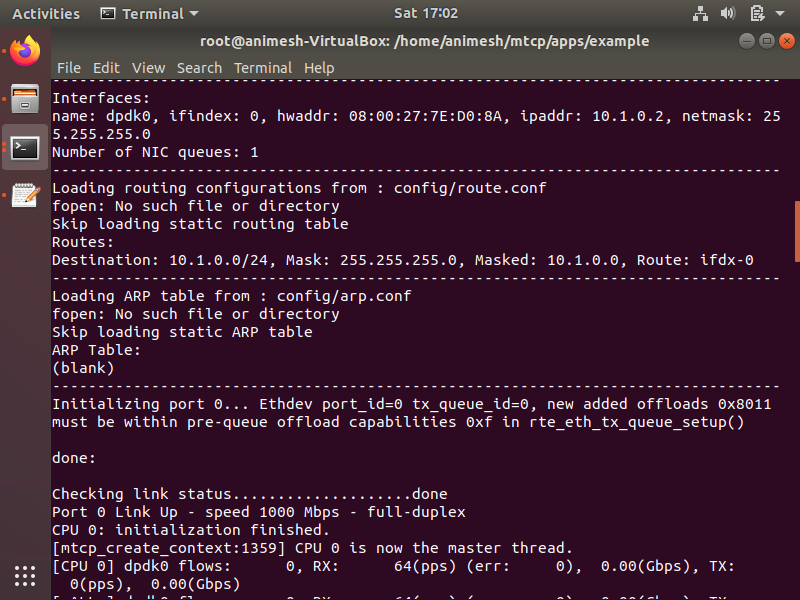 Activities Terminal Sat 17:02
root@animesh-VirtualBox: /home/animesh/mtcp/apps/example
File Edit View Search Terminal Help
--------------------------------------------------------------------------------
Interfaces:
name: dpdk0, ifindex: 0, hwaddr: 08:00:27:7E:D0:8A, ipaddr: 10.1.0.2, netmask: 25
5.255.255.0
Number of NIC queues: 1
---------------------------------------------------------------------------------
Loading routing configurations from : config/route.conf
fopen: No such file or directory
Skip loading static routing table
Routes:
Destination: 10.1.0.0/24, Mask: 255.255.255.0, Masked: 10.1.0.0, Route: ifdx-0
---------------------------------------------------------------------------------
Loading ARP table from : config/arp.conf
fopen: No such file or directory
Skip loading static ARP table
ARP Table:
(blank)
---------------------------------------------------------------------------------
Initializing port 0... Ethdev port_id=0 tx_queue_id=0, new added offloads 0x8011
must be within pre-queue offload capabilities 0xf in rte_eth_tx_queue_setup()
done:
Checking link status....................done
Port 0 Link Up - speed 1000 Mbps - full-duplex
CPU 0: initialization finished.
[mtcp_create_context:1359] CPU 0 is now the master thread.
[CPU 0] dpdk0 flows:      0, RX:      64(pps) (err:     0),  0.00(Gbps), TX:
  0(pps),  0.00(Gbps)